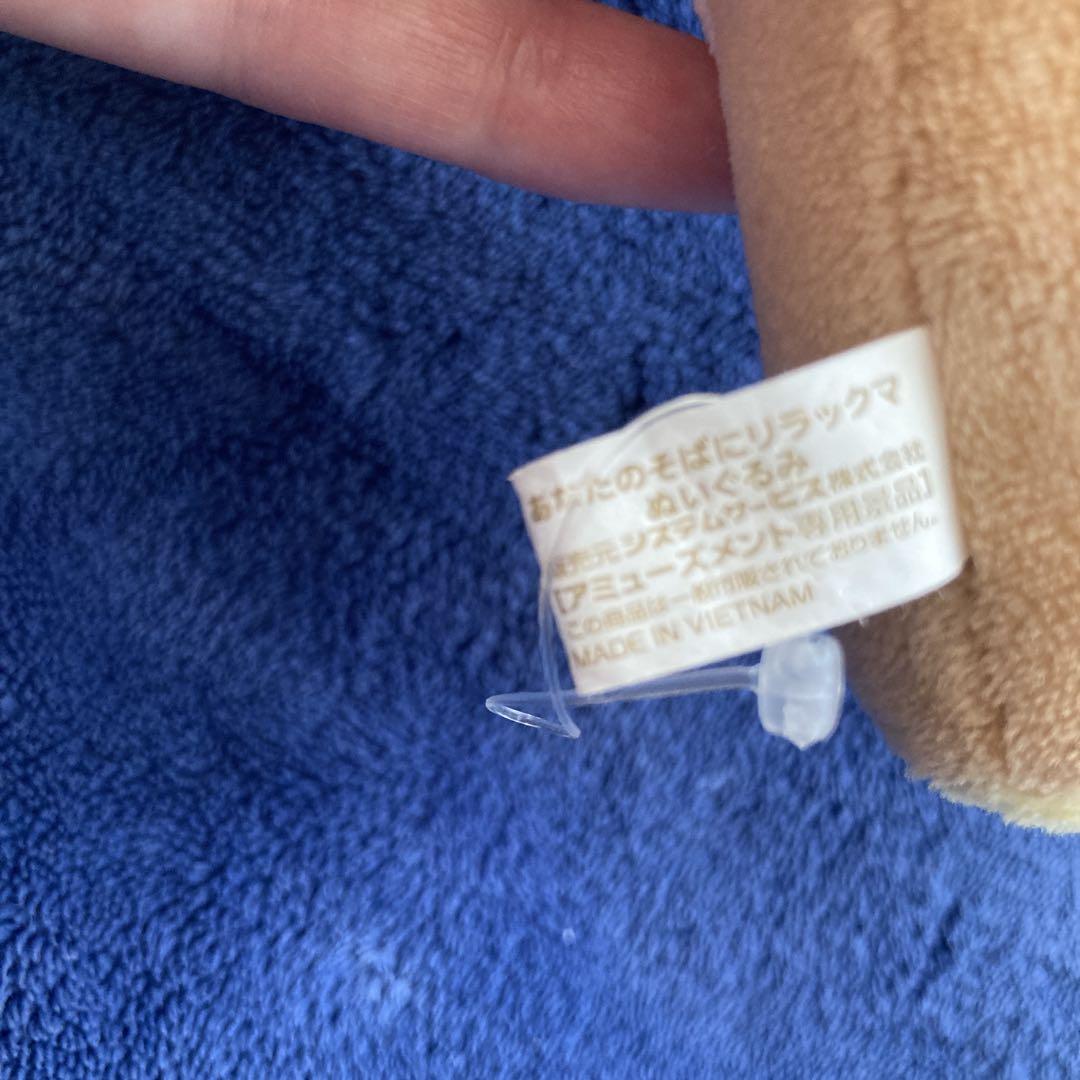 あなたのそばにリラックマ
ぬいぐるみ
発売元システムサービス株式会社
[アミューズメント専用景品]
この商品は一般市販されておりません。
MADE IN VIETNAM